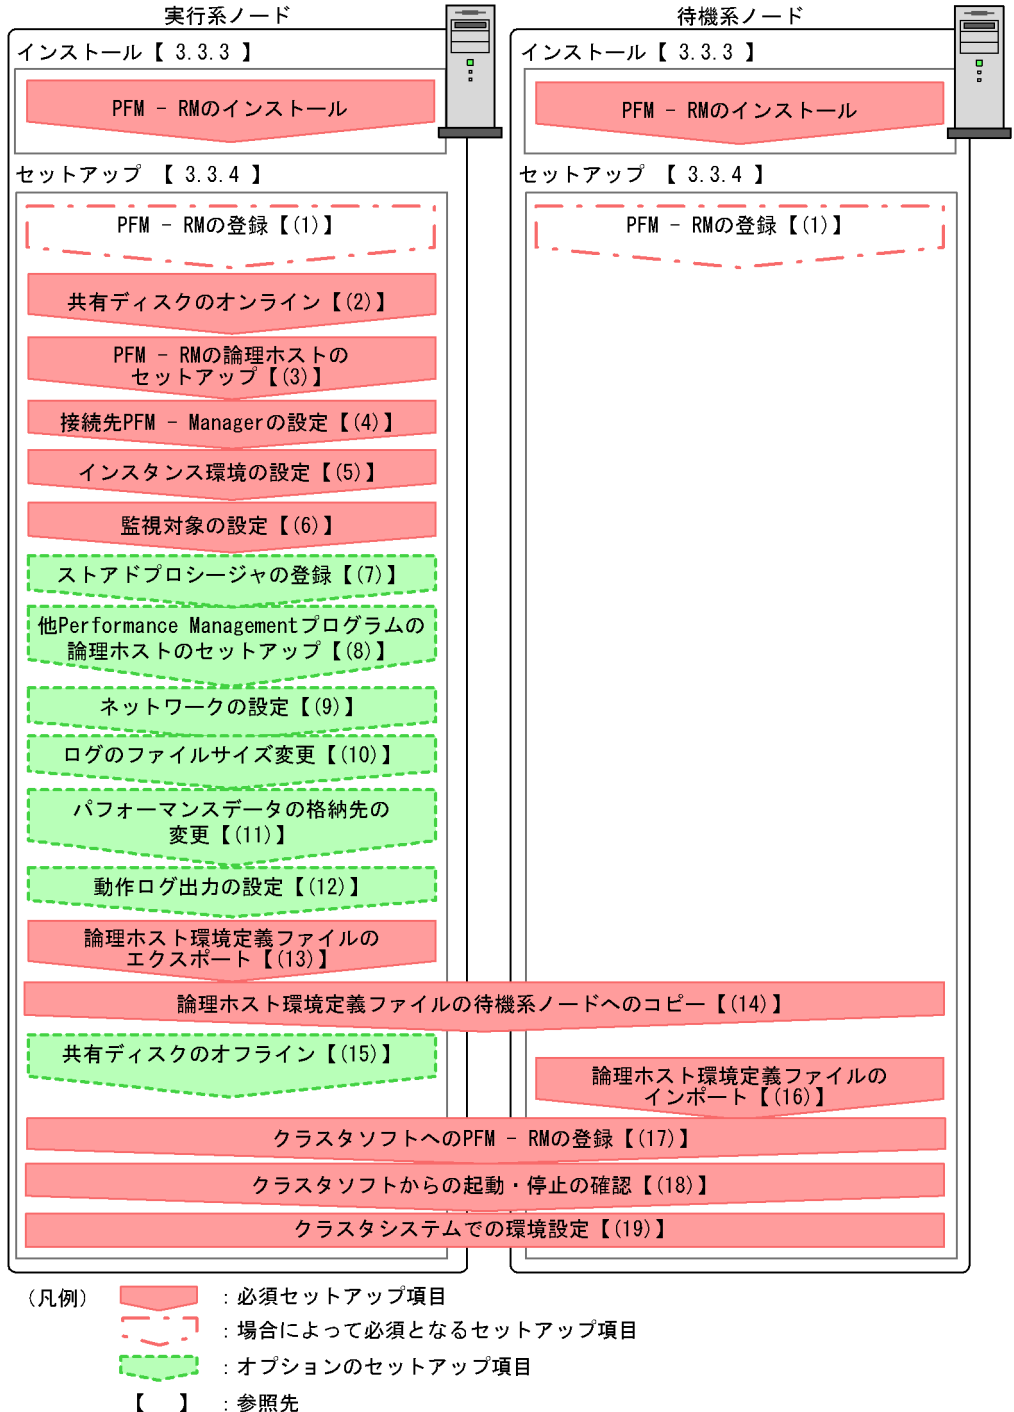 実行系ノード
待機系ノード
インストール【 3.3.3 】
インストール【 3.3.3 】
PFM － RMのインストール
PFM － RMのインストール
セットアップ 【 3.3.4 】
セットアップ 【 3.3.4 】
PFM － RMの登録【(1)】
PFM － RMの登録【(1)】
共有ディスクのオンライン【(2)】
PFM － RMの論理ホストの
セットアップ【(3)】
接続先PFM － Managerの設定【(4)】
インスタンス環境の設定【(5)】
監視対象の設定【(6)】
ストアドプロシージャの登録【(7)】
他Performance Managementプログラムの
論理ホストのセットアップ【(8)】
ネットワークの設定【(9)】
ログのファイルサイズ変更【(10)】
パフォーマンスデータの格納先の
変更【(11)】
動作ログ出力の設定【(12)】
論理ホスト環境定義ファイルの
エクスポート【(13)】
論理ホスト環境定義ファイルの待機系ノードへのコピー【(14)】
共有ディスクのオフライン【(15)】
論理ホスト環境定義ファイルの
インポート【(16)】
クラスタソフトへのPFM － RMの登録【(17)】
クラスタソフトからの起動・停止の確認【(18)】
クラスタシステムでの環境設定【(19)】
（凡例）
：必須セットアップ項目
：場合によって必須となるセットアップ項目
：オプションのセットアップ項目
【 】 ：参照先